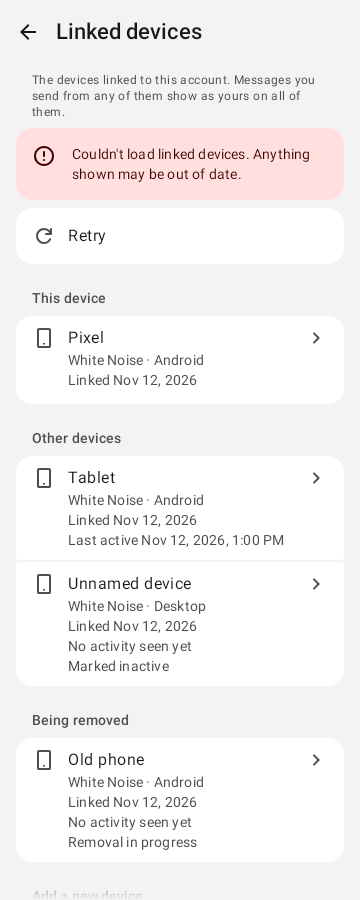 Linked devices
The devices linked to this account. Messages you
send from any of them show as yours on all of
them.
Couldn't load linked devices. Anything
shown may be out of date.
Retry
This device
Pixel
White Noise · Android
Linked Nov 12, 2026
Other devices
Tablet
White Noise · Android
Linked Nov 12, 2026
Last active Nov 12, 2026, 1:00 PM
Unnamed device
White Noise · Desktop
Linked Nov 12, 2026
No activity seen yet
Marked inactive
Being removed
Old phone
White Noise · Android
Linked Nov 12, 2026
No activity seen yet
Removal in progress
Add a new device